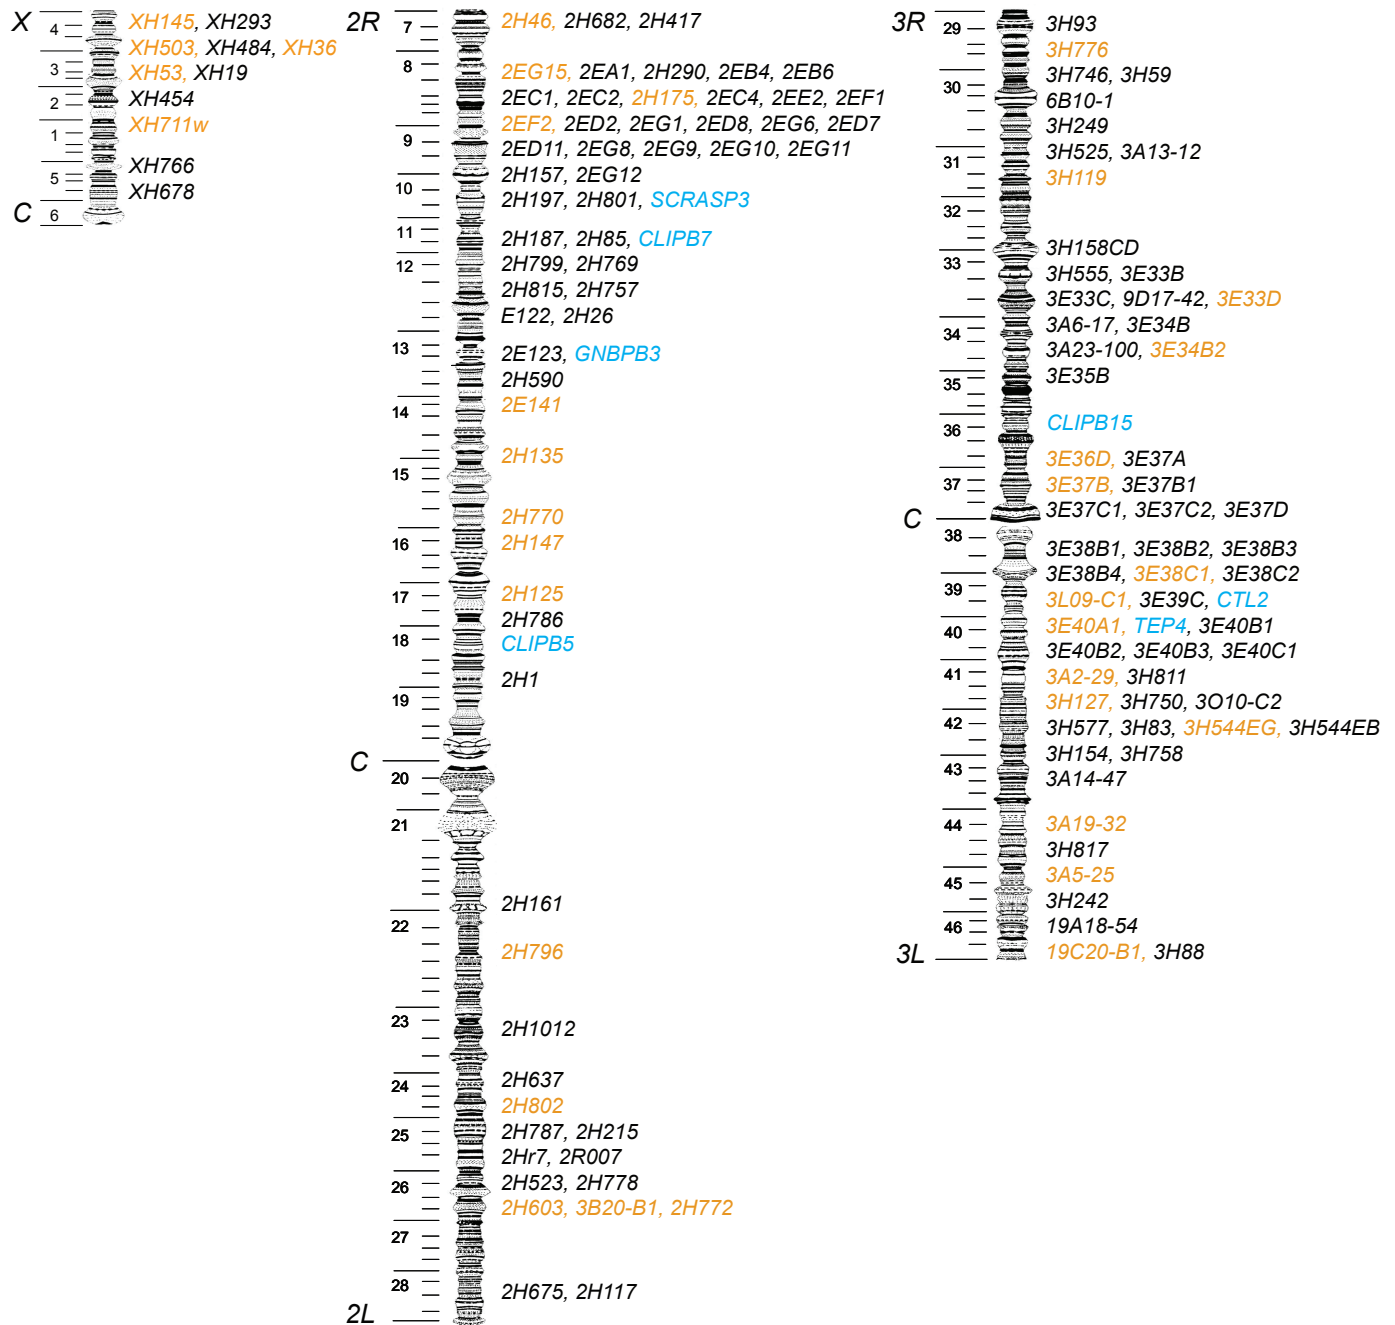 X
4
XH145, XH293
XH503, XH484, XH36
3
XH53, XH19
2
XH454
1
XH711w
XH766
5
XH678
C
6
2R
7
2H46, 2H682, 2H417
8
2EG15, 2EA1, 2H290, 2EB4, 2EB6
2EC1, 2EC2, 2H175, 2EC4, 2EE2, 2EF1
2EF2, 2ED2, 2EG1, 2ED8, 2EG6, 2ED7
9
2ED11, 2EG8, 2EG9, 2EG10, 2EG11
2H157, 2EG12
10
2H197, 2H801, SCRASP3
11
2H187, 2H85, CLIPB7
12
2H799, 2H769
2H815, 2H757
E122, 2H26
13
2E123, GNBPB3
2H590
14
2E141
2H135
15
2H770
16
2H147
17
2H125
2H786
18
CLIPB5
2H1
19
C
20
21
2H161
22
2H796
23
2H1012
24
2H637
2H802
25
2H787, 2H215
2Hr7, 2R007
26
2H523, 2H778
2H603, 3B20-B1, 2H772
27
28
2H675, 2H117
2L
3R
29
3H93
3H776
30
3H746, 3H59
6B10-1
3H249
31
3H525, 3A13-12
3H119
32
3H158CD
33
3H555, 3E33B
3E33C, 9D17-42, 3E33D
34
3A6-17, 3E34B
3A23-100, 3E34B2
35
3E35B
36
CLIPB15
3E36D, 3E37A
37
3E37B, 3E37B1
3E37C1, 3E37C2, 3E37D
C
38
3E38B1, 3E38B2, 3E38B3
3E38B4, 3E38C1, 3E38C2
39
3L09-C1, 3E39C, CTL2
40
3E40A1, TEP4, 3E40B1
3E40B2, 3E40B3, 3E40C1
41
3A2-29, 3H811
3H127, 3H750, 3O10-C2
42
3H577, 3H83, 3H544EG, 3H544EB
3H154, 3H758
43
3A14-47
44
3A19-32
3H817
45
3A5-25
3H242
46
19A18-54
3L
19C20-B1, 3H88